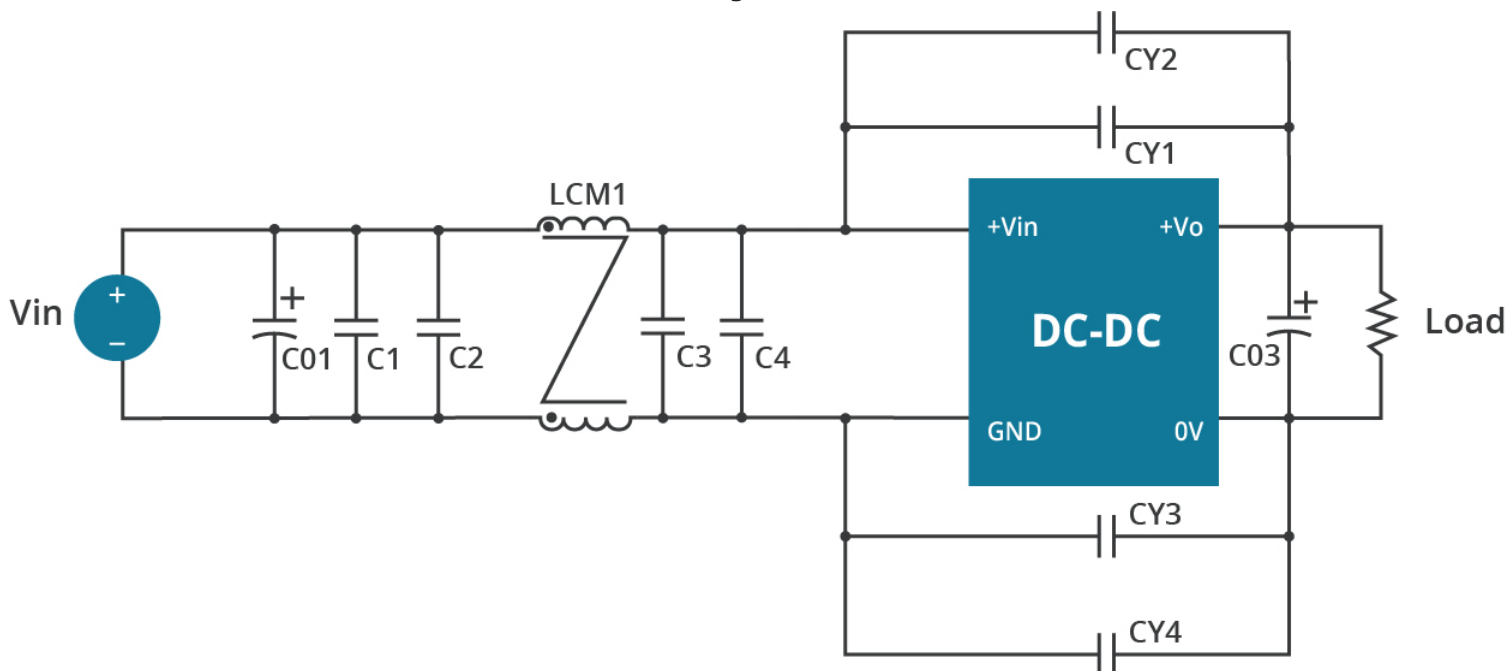 CY2
CY1
LCM1
+Vin
+Vo
Vin
+
−
+
C01
C1
C2
C3
C4
DC-DC
+
C03
Load
GND
0V
CY3
CY4